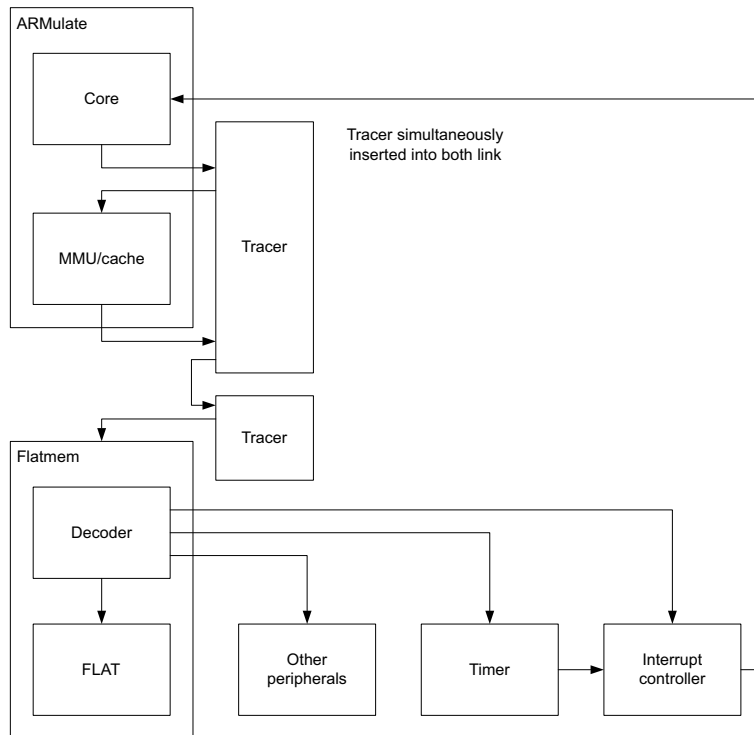 ARMulate
Core
Tracer simultaneously
inserted into both link
Tracer
MMU/cache
Tracer
Flatmem
Decoder
FLAT
Other
peripherals
Timer
Interrupt
controller